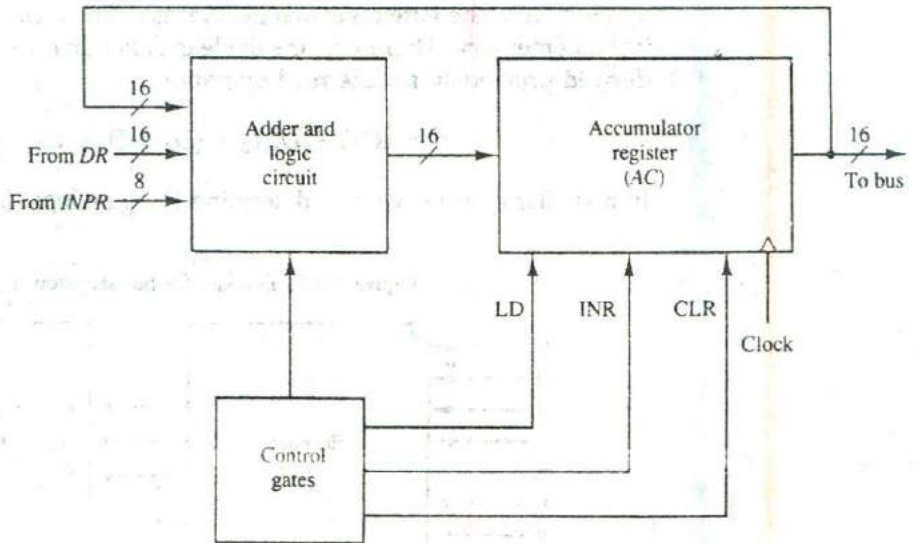 16
16
From DR
8
From INPR
Adder and
logic
circuit
16
Accumulator
register
(AC)
16
To bus
LD
INR
CLR
Clock
Control
gates